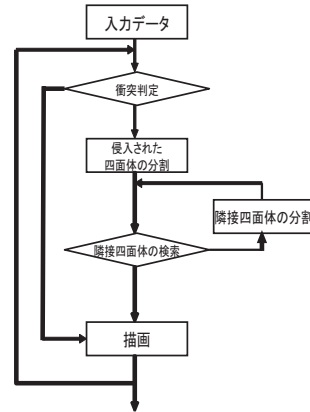 入力データ
衝突判定
侵入された
四面体の分割
隣接四面体の分割
隣接四面体の検索
描画